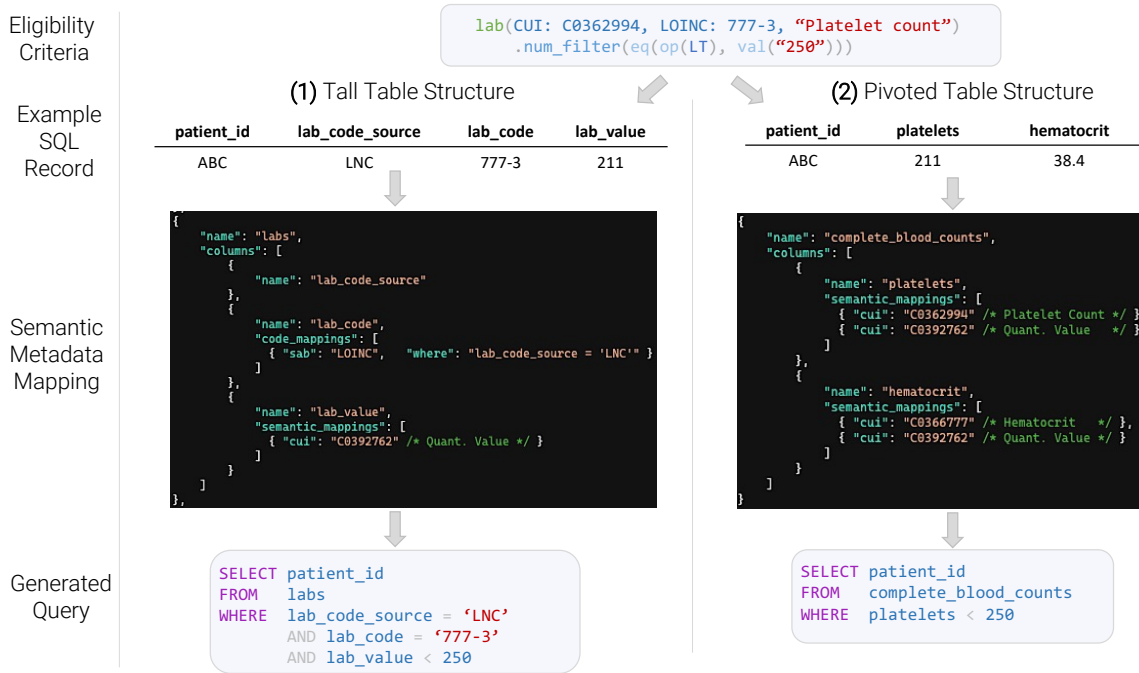 Eligibility
Criteria
lab(CUI: C0362994, LOINC: 777-3, “Platelet count”)
.num_filter(eq(op(LT), val(“250”)))
(1) Tall Table Structure
(2) Pivoted Table Structure
Example
SQL
Record
patient_id lab_code_source lab_code lab_value
ABC LNC 777-3 211
patient_id platelets hematocrit
ABC 211 38.4
Semantic
Metadata
Mapping
{
"name": "labs",
"columns": [
{
"name": "lab_code_source"
},
{
"name": "lab_code",
"code_mappings": [
{ "sab": "LOINC", "where": "lab_code_source = 'LNC'" }
]
},
{
"name": "lab_value",
"semantic_mappings": [
{ "cui": "C0392762" /* Quant. Value */ }
]
}
]
},
{
"name": "complete_blood_counts",
"columns": [
{
"name": "platelets",
"semantic_mappings": [
{ "cui": "C0362994" /* Platelet Count */ }
{ "cui": "C0392762" /* Quant. Value */ }
]
},
{
"name": "hematocrit",
"semantic_mappings": [
{ "cui": "C0366777" /* Hematocrit */ },
{ "cui": "C0392762" /* Quant. Value */ }
]
}
]
}
Generated
Query
SELECT patient_id
FROM labs
WHERE lab_code_source = ‘LNC’
AND lab_code = ‘777-3’
AND lab_value < 250
SELECT patient_id
FROM complete_blood_counts
WHERE platelets < 250